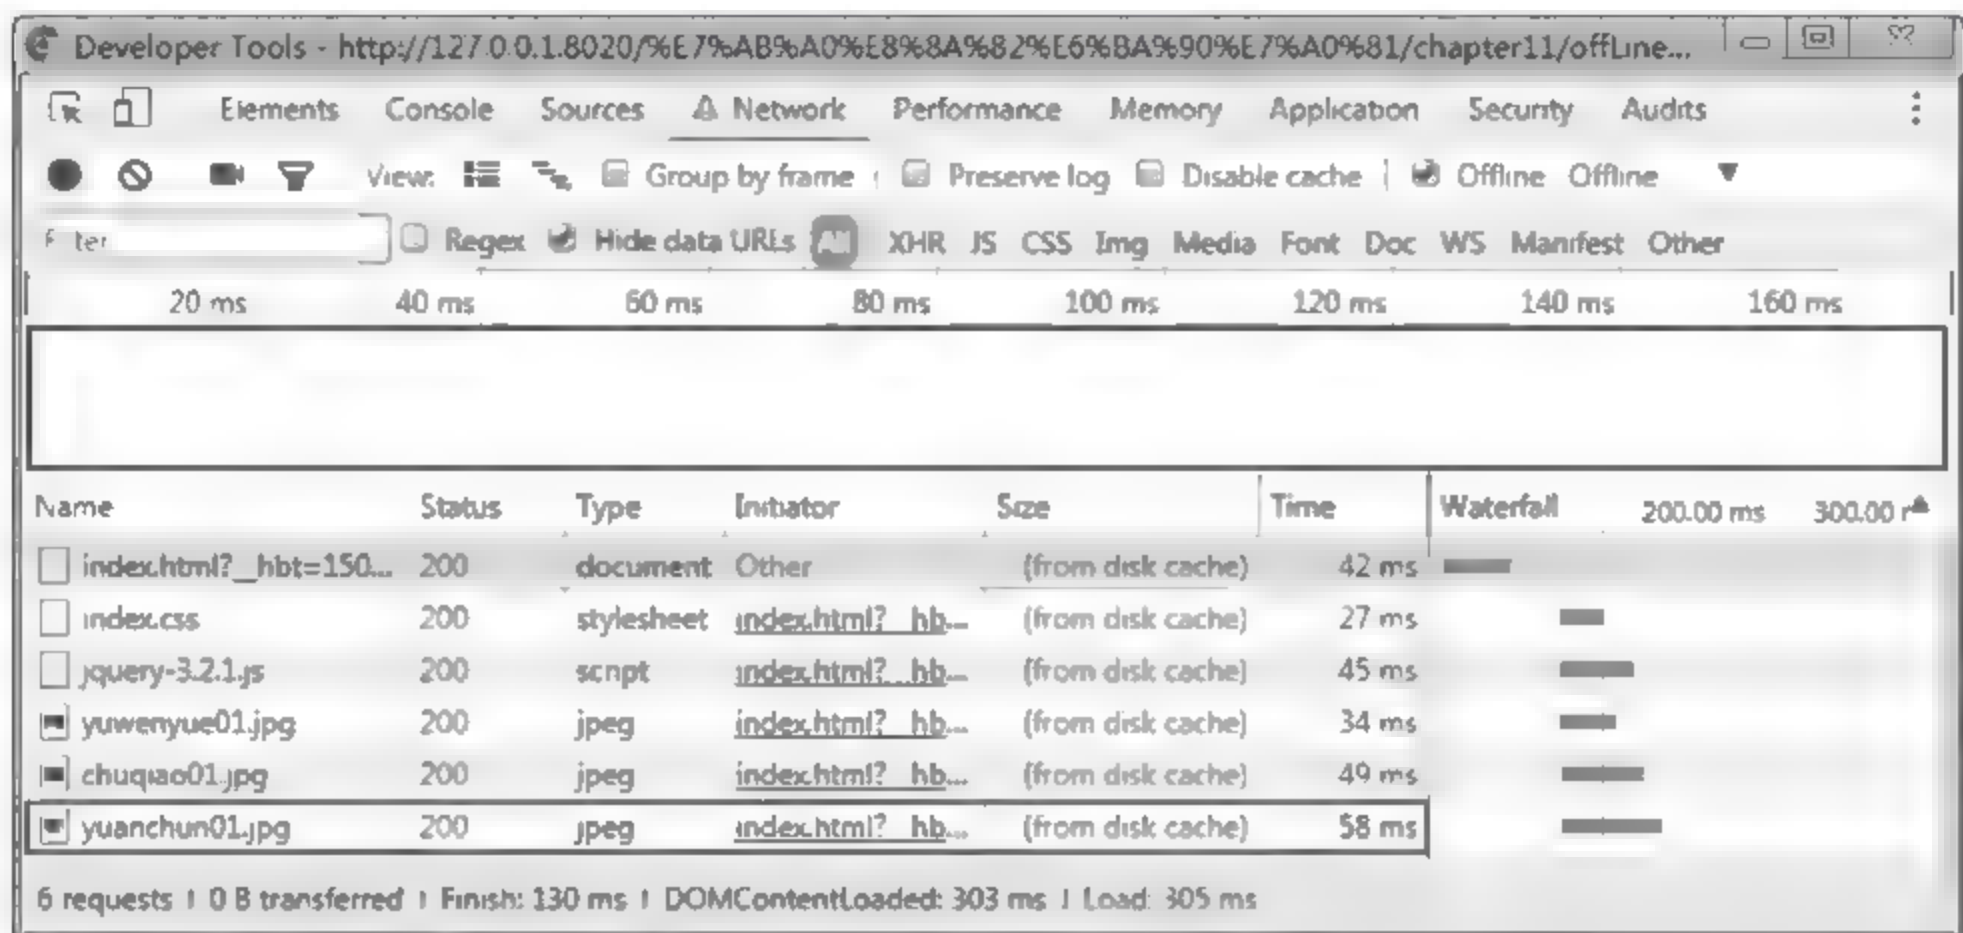 Developer Tools - http://127.0.0.1:8020/%E7%AB%A0%E8%8A%82%E6%BA%90%E7%A0%81/chapter11/offLine...
Elements Console Sources Network Performance Memory Application Security Audits
View: Group by frame Preserve log Disable cache Offline Offline
Filter Regex Hide data URLs All XHR JS CSS Img Media Font Doc WS Manifest Other
20 ms 40 ms 60 ms 80 ms 100 ms 120 ms 140 ms 160 ms
Name Status Type Initiator Size Time Waterfall 200.00 ms 300.00 r
index.html?_hbt=150... 200 document Other (from disk cache) 42 ms
index.css 200 stylesheet index.html?_hb... (from disk cache) 27 ms
jquery-3.2.1.js 200 script index.html?_hb... (from disk cache) 45 ms
yuwenyue01.jpg 200 jpeg index.html?_hb... (from disk cache) 34 ms
chuqiao01.jpg 200 jpeg index.html?_hb... (from disk cache) 49 ms
yuanchun01.jpg 200 jpeg index.html?_hb... (from disk cache) 58 ms
6 requests | 0 B transferred | Finish: 130 ms | DOMContentLoaded: 303 ms | Load: 305 ms